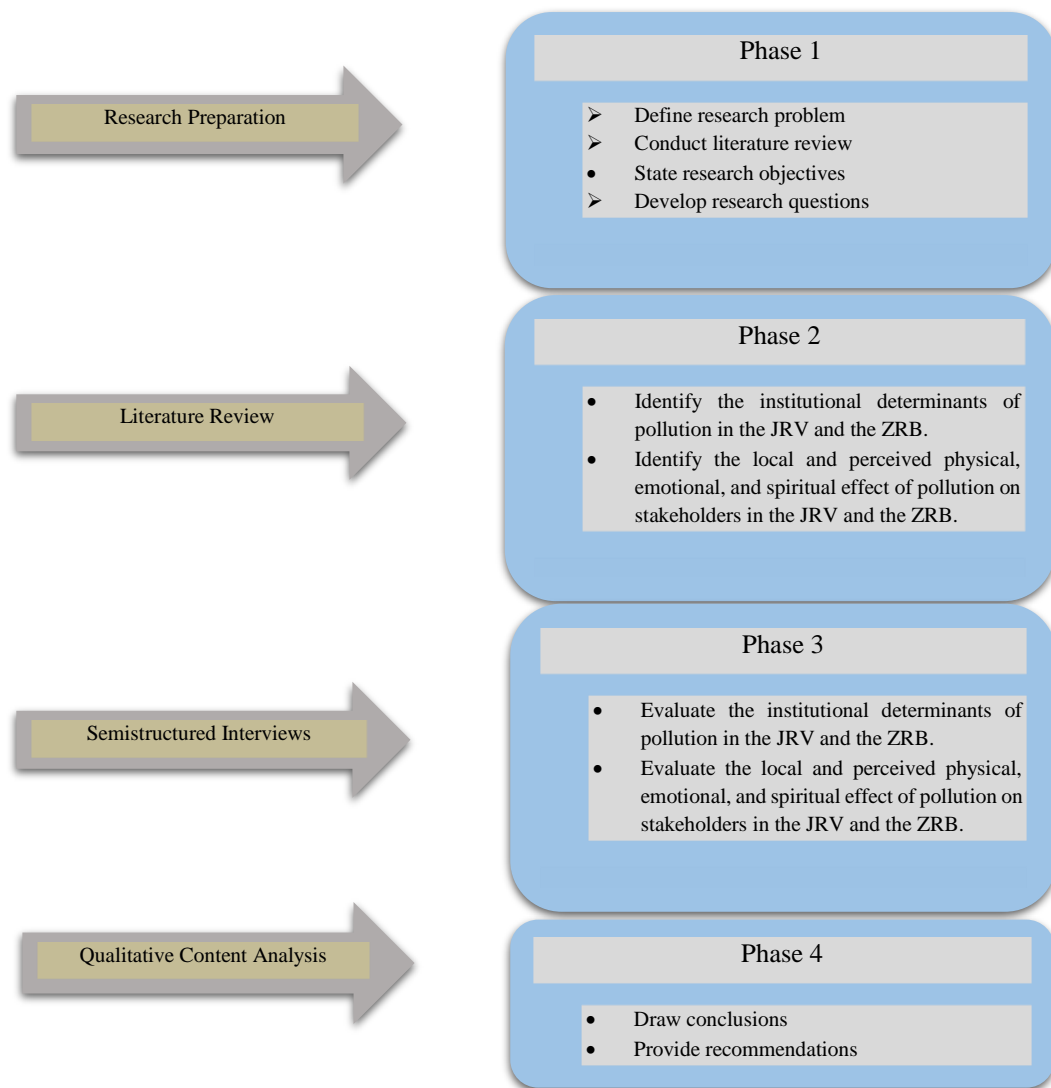 Research Preparation
Phase 1
➢ Define research problem
➢ Conduct literature review
• State research objectives
➢ Develop research questions
Literature Review
Phase 2
• Identify the institutional determinants of
pollution in the JRV and the ZRB.
• Identify the local and perceived physical,
emotional, and spiritual effect of pollution on
stakeholders in the JRV and the ZRB.
Semistructured Interviews
Phase 3
• Evaluate the institutional determinants of
pollution in the JRV and the ZRB.
• Evaluate the local and perceived physical,
emotional, and spiritual effect of pollution on
stakeholders in the JRV and the ZRB.
Qualitative Content Analysis
Phase 4
• Draw conclusions
• Provide recommendations